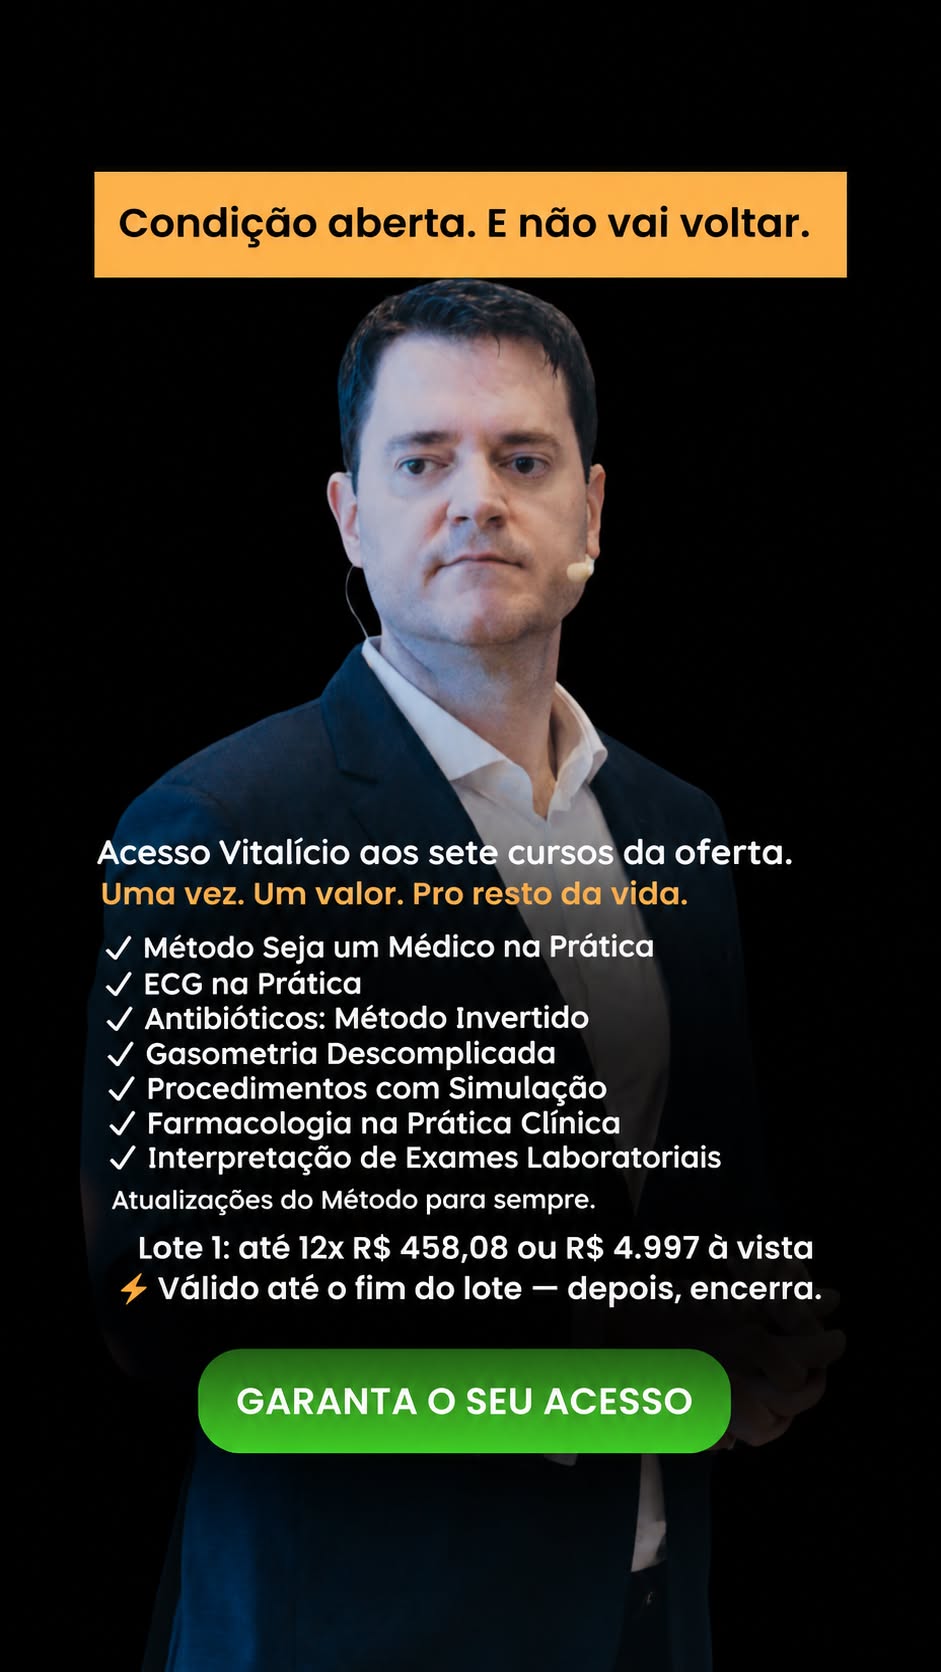 Condição aberta. E não vai voltar.
Acesso Vitalício aos sete cursos da oferta.
Uma vez. Um valor. Pro resto da vida.
✓ Método Seja um Médico na Prática
✓ ECG na Prática
✓ Antibióticos: Método Invertido
✓ Gasometria Descomplicada
✓ Procedimentos com Simulação
✓ Farmacologia na Prática Clínica
✓ Interpretação de Exames Laboratoriais
Atualizações do Método para sempre.
Lote 1: até 12x R$ 458,08 ou R$ 4.997 à vista
⚡ Válido até o fim do lote — depois, encerra.
GARANTA O SEU ACESSO